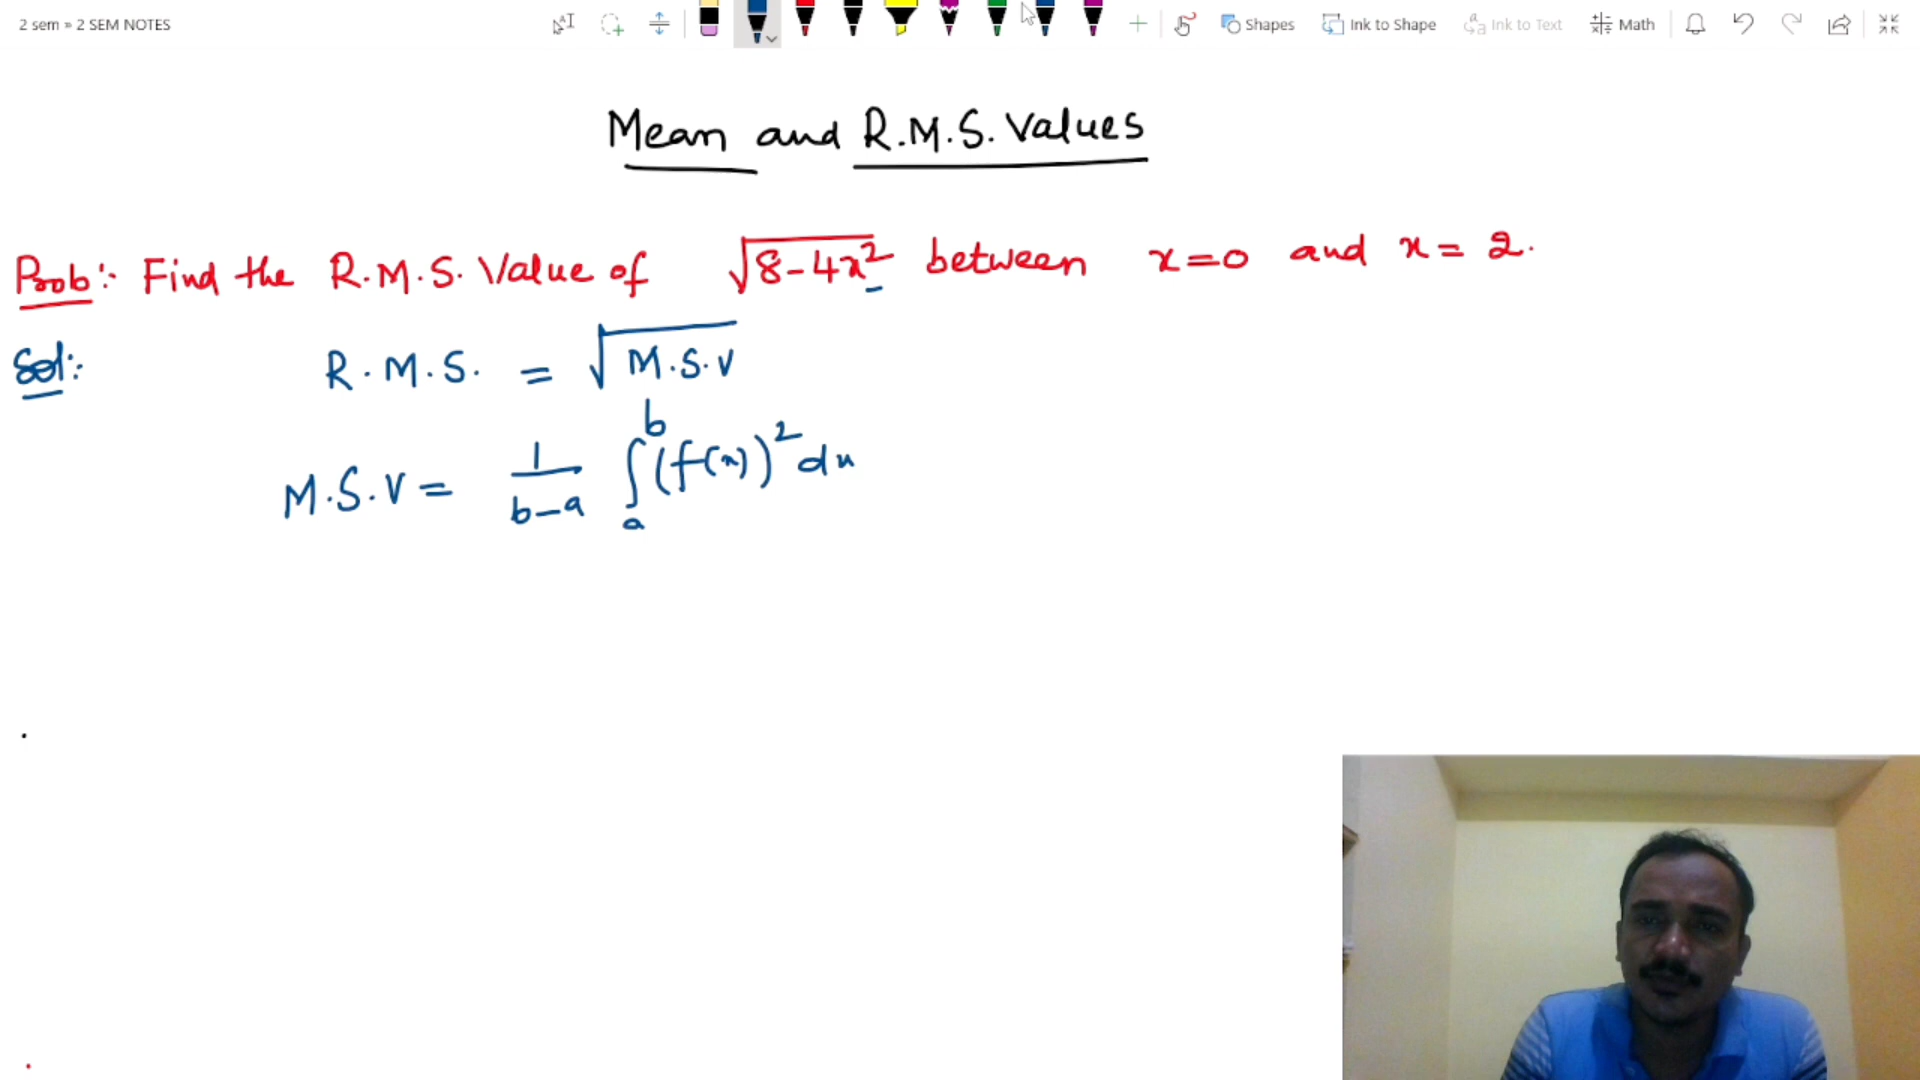 2 sem » 2 SEM NOTES
Shapes Ink to Shape Ink to Text Math
Mean and R.M.S. Values
Prob:- Find the R.M.S. Value of √(8-4x²) between x=0 and x=2.
Sol:
R.M.S. = √M.S.V
M.S.V = 1/(b-a) ∫ₐᵇ (f(x))² dx